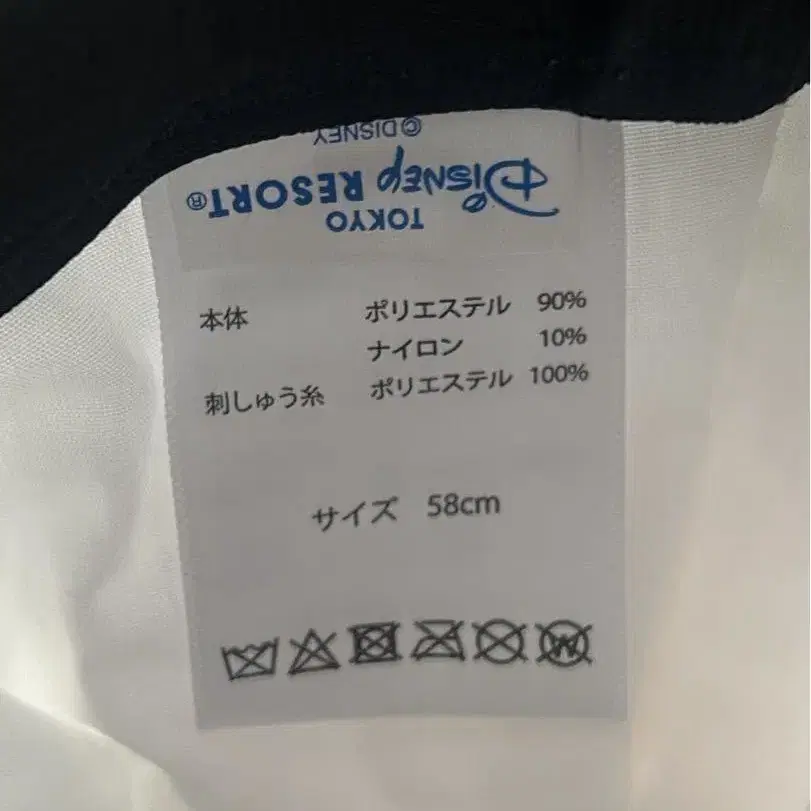 ©DISNEY
Disney RESORT®
TOKYO
本体 ポリエステル 90%
ナイロン 10%
刺しゅう糸 ポリエステル 100%
サイズ 58cm
W